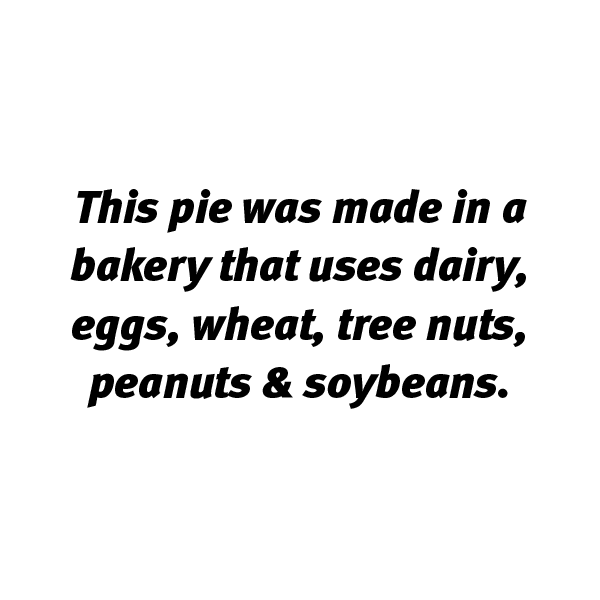 This pie was made in a
bakery that uses dairy,
eggs, wheat, tree nuts,
peanuts & soybeans.